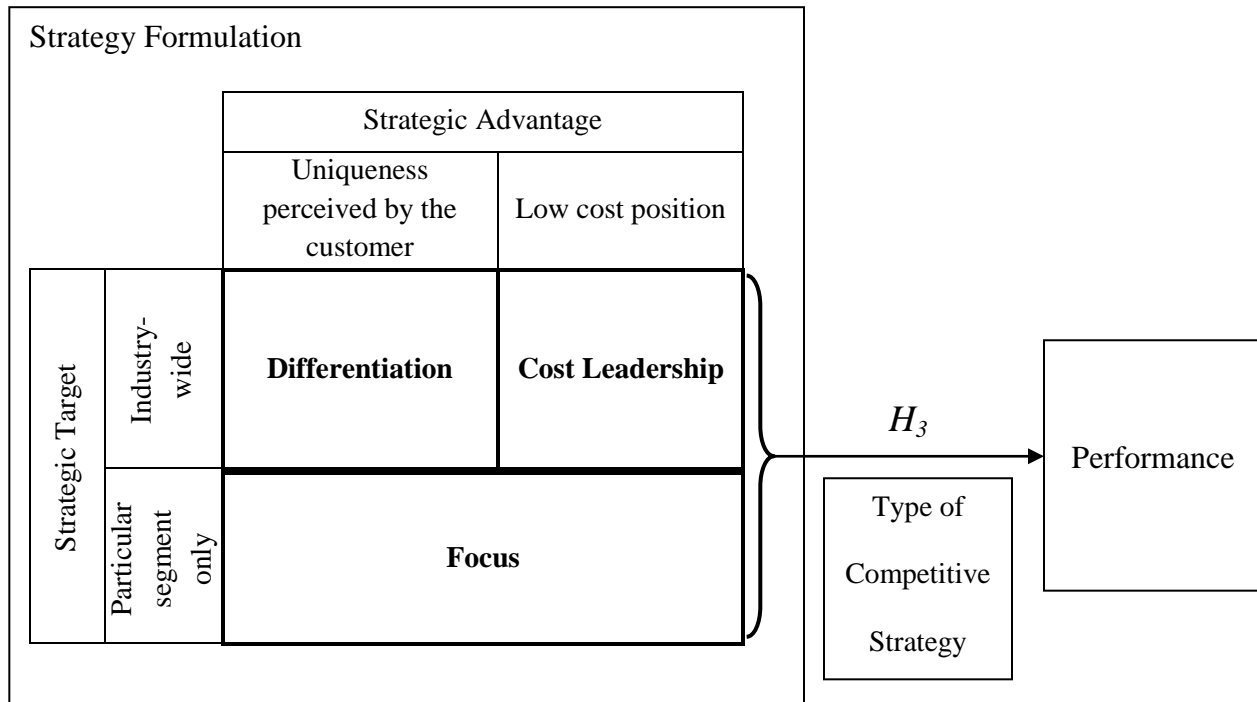 Strategy Formulation
Strategic Advantage
Uniqueness
perceived by the
customer
Low cost position
Strategic Target
Industry-
wide
Differentiation
Cost Leadership
Particular
segment
only
Focus
H3
Type of
Competitive
Strategy
Performance